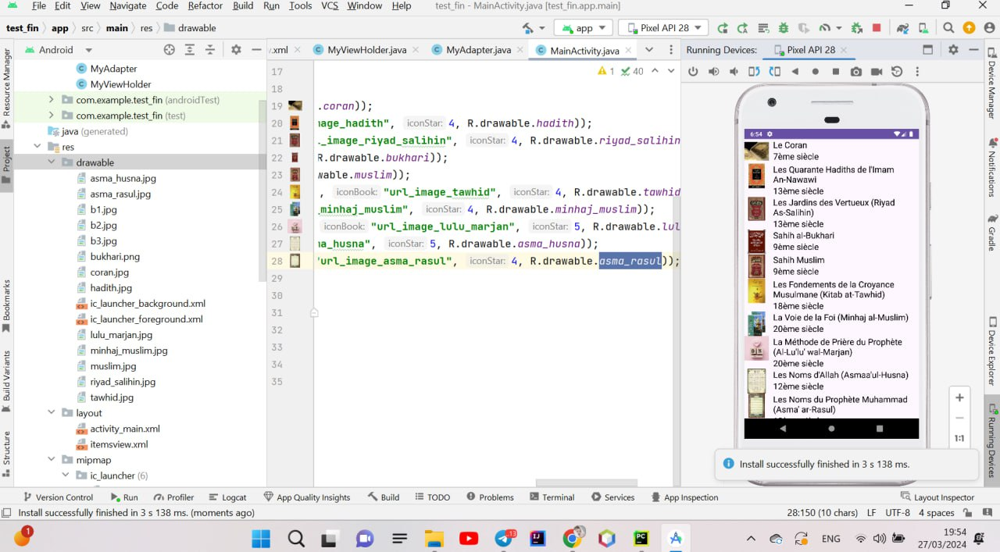 File Edit View Navigate Code Refactor Build Run Tools VCS Window Help test_fin - MainActivity.java [test_fin.app.main]
test_fin app src main res drawable app Pixel API 28
Android .xml MyViewHolder.java MyAdapter.java MainActivity.java Running Devices: Pixel API 28
Resource Manager
Project
Bookmarks
Build Variants
Structure
MyAdapter
MyViewHolder
com.example.test_fin (androidTest)
com.example.test_fin (test)
java (generated)
res
drawable
asma_husna.jpg
asma_rasul.jpg
b1.jpg
b2.jpg
b3.jpg
bukhari.png
coran.jpg
hadith.jpg
ic_launcher_background.xml
ic_launcher_foreground.xml
lulu_marjan.jpg
minhaj_muslim.jpg
muslim.jpg
riyad_salihin.jpg
tawhid.jpg
layout
activity_main.xml
itemsview.xml
mipmap
ic_launcher (6)
1 40
17
18
19 .coran));
20 mage_hadith", iconStar: 4, R.drawable.hadith));
21 _image_riyad_salihin", iconStar: 4, R.drawable.riyad_salihin
22 R.drawable.bukhari));
23 wable.muslim));
24 , iconBook: "url_image_tawhid", iconStar: 4, R.drawable.tawhid
25 _minhaj_muslim", iconStar: 4, R.drawable.minhaj_muslim));
26 iconBook: "url_image_lulu_marjan", iconStar: 5, R.drawable.lul
27 na_husna", iconStar: 5, R.drawable.asma_husna));
28 "url_image_asma_rasul", iconStar: 4, R.drawable.asma_rasul));
29
30
31
32
33
34
35
6:54
Le Coran
7ème siècle
Les Quarante Hadiths de l'Imam
An-Nawawi
13ème siècle
Les Jardins des Vertueux (Riyad
As-Salihin)
13ème siècle
Sahih al-Bukhari
9ème siècle
Sahih Muslim
9ème siècle
Les Fondements de la Croyance
Musulmane (Kitab at-Tawhid)
18ème siècle
La Voie de la Foi (Minhaj al-Muslim)
20ème siècle
La Méthode de Prière du Prophète
(Al-Lu'lu' wal-Marjan)
20ème siècle
Les Noms d'Allah (Asmaa'ul-Husna)
12ème siècle
Les Noms du Prophète Muhammad
(Asma' ar-Rasul)
1:1
Install successfully finished in 3 s 138 ms.
Device Manager
Notifications
Gradle
Device Explorer
Running Devices
Version Control Run Profiler Logcat App Quality Insights Build TODO Problems Terminal Services App Inspection Layout Inspector
Install successfully finished in 3 s 138 ms. (moments ago) 28:150 (10 chars) LF UTF-8 4 spaces
1 13 ENG 19:54
27/03/2024